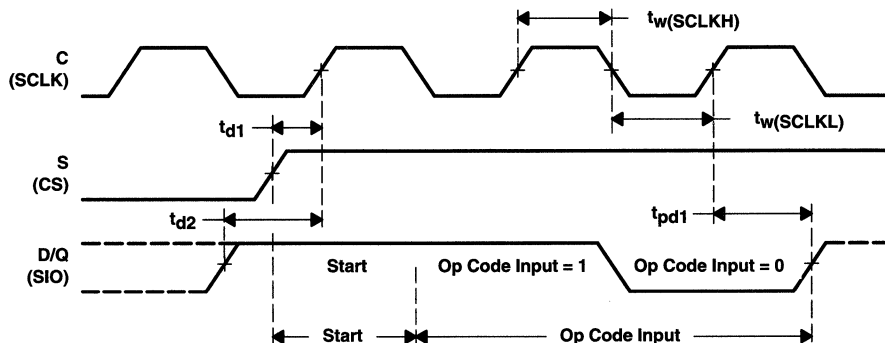 tw(SCLKH)
C
(SCLK)
td1
tw(SCLKL)
S
(CS)
td2
tpd1
D/Q
(SIO)
Start
Op Code Input = 1
Op Code Input = 0
Start
Op Code Input